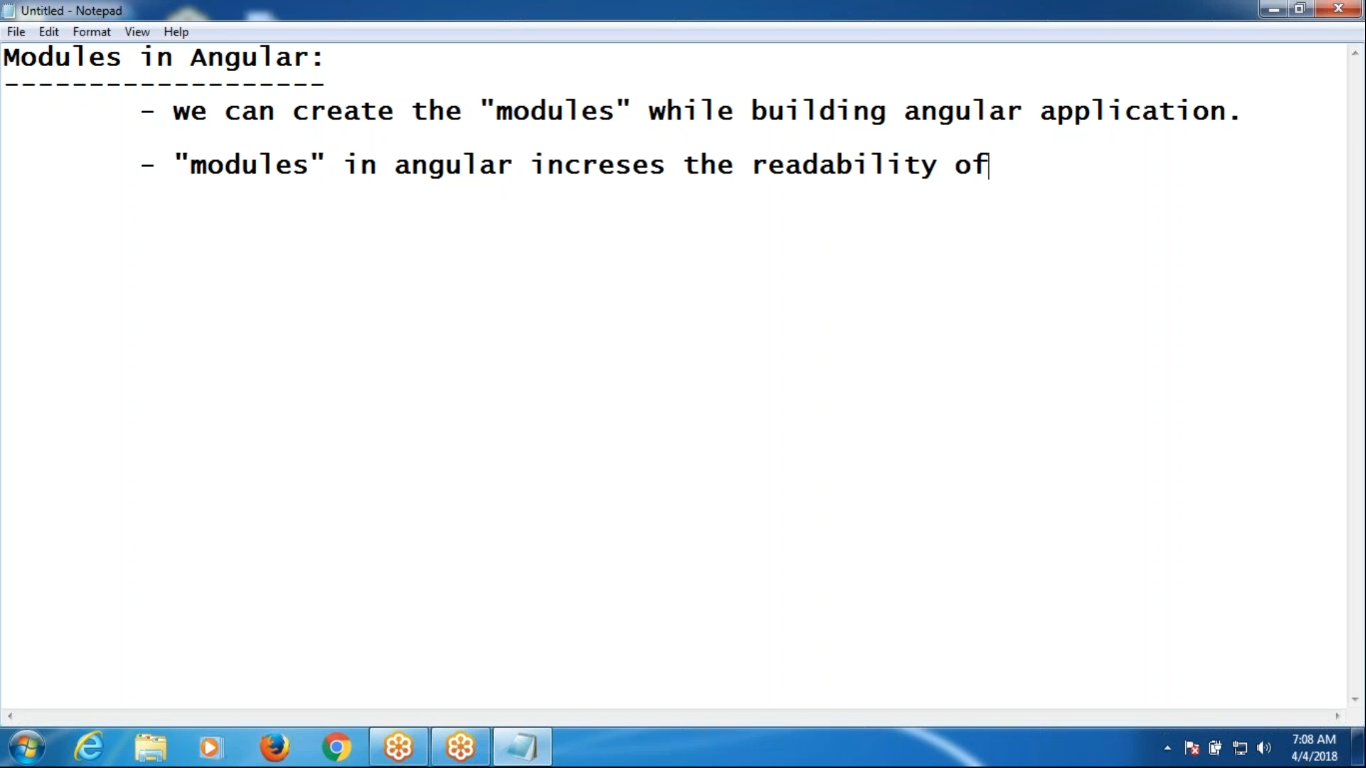 Untitled - Notepad
File Edit Format View Help
Modules in Angular:
-------------------
- we can create the "modules" while building angular application.
- "modules" in angular increses the readability of
7:08 AM
4/4/2018